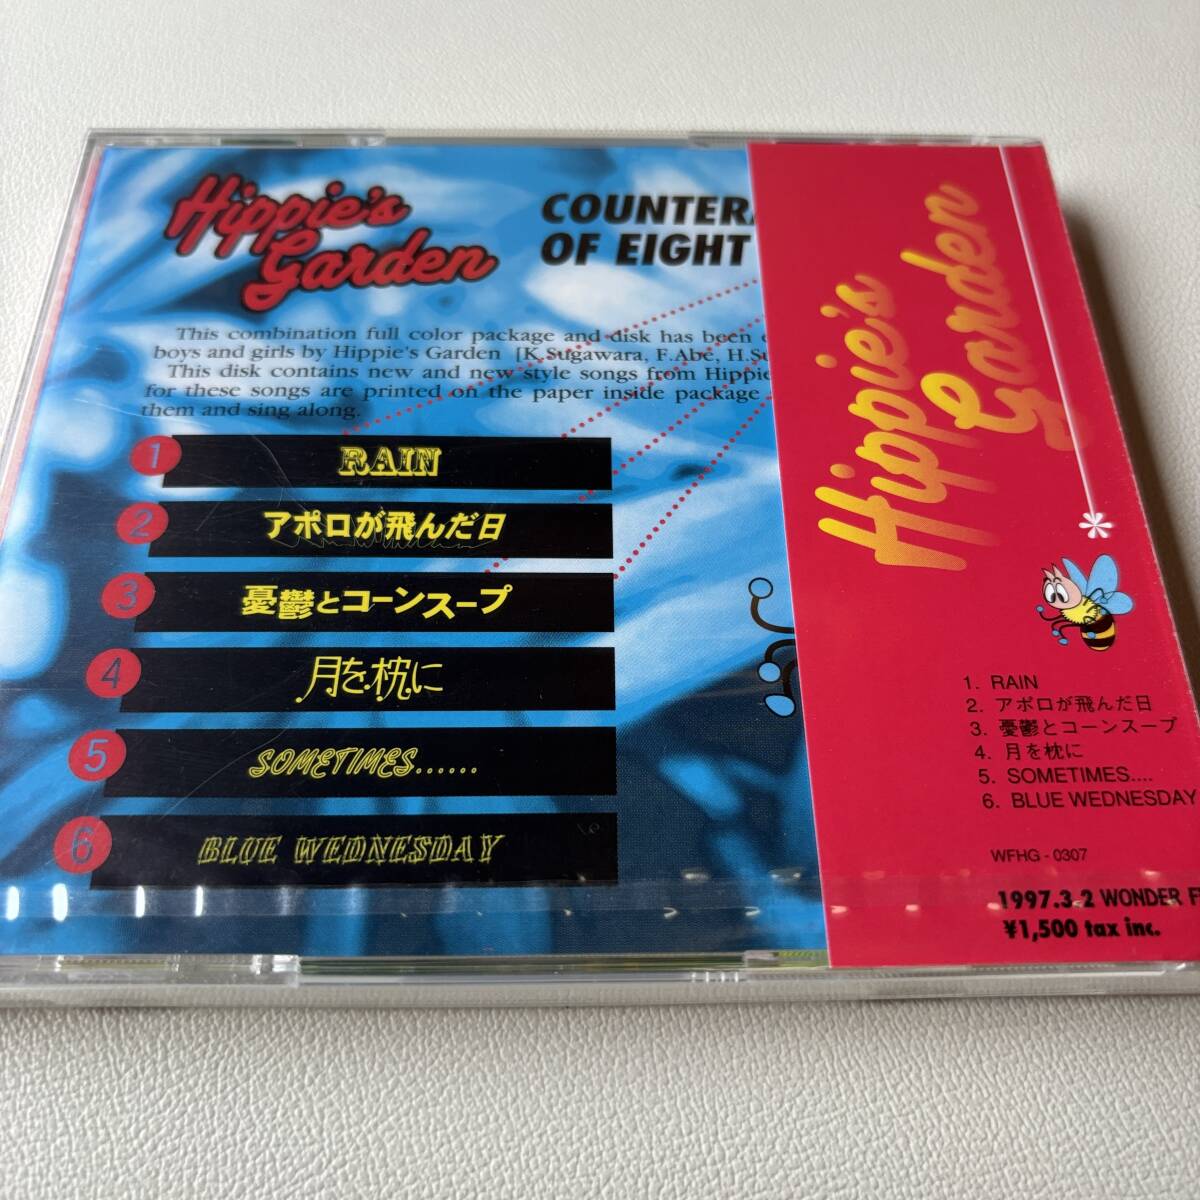 Hippie's
Garden
COUNTER
OF EIGHT
This combination full color package and disk has been
boys and girls by Hippie's Garden [K.Sugawara, F.Abe,
This disk contains new and new style songs from
for these songs are printed on the paper inside package
them and sing along.
1 RAIN
2 アポロが飛んだ日
3 憂鬱とコーンスープ
4 月を枕に
5 SOMETIMES......
6 BLUE WEDNESDAY
Hippie's
Garden
1. RAIN
2. アポロが飛んだ日
3. 憂鬱とコーンスープ
4. 月を枕に
5. SOMETIMES....
6. BLUE WEDNESDAY
WFHG - 0307
1997.3.2 WONDER
¥1,500 tax inc.